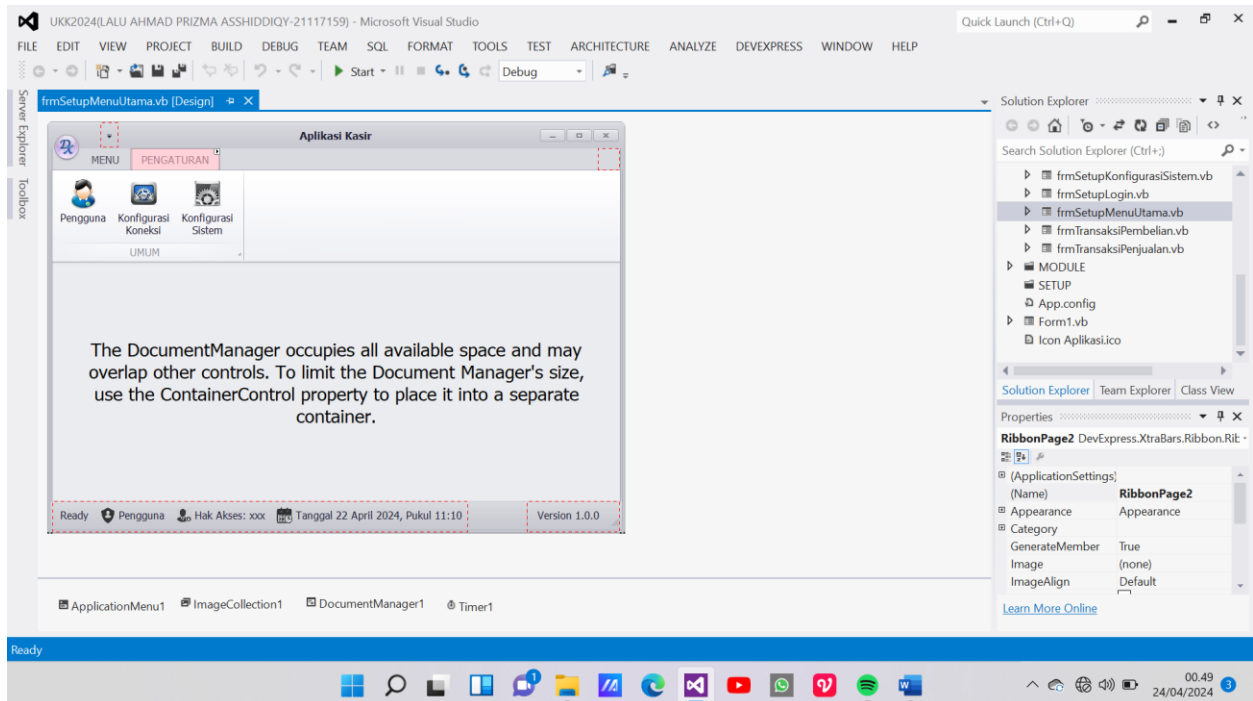 UKK2024(LALU AHMAD PRIZMA ASSHIDDIQY-21117159) - Microsoft Visual Studio
Quick Launch (Ctrl+Q)
FILE EDIT VIEW PROJECT BUILD DEBUG TEAM SQL FORMAT TOOLS TEST ARCHITECTURE ANALYZE DEVEXPRESS WINDOW HELP
Start
Debug
Server Explorer
Toolbox
frmSetupMenuUtama.vb [Design]
Aplikasi Kasir
MENU PENGATURAN
Pengguna
Konfigurasi
Koneksi
Konfigurasi
Sistem
UMUM
The DocumentManager occupies all available space and may
overlap other controls. To limit the Document Manager's size,
use the ContainerControl property to place it into a separate
container.
Ready Pengguna Hak Akses: xxx Tanggal 22 April 2024, Pukul 11:10 Version 1.0.0
ApplicationMenu1 ImageCollection1 DocumentManager1 Timer1
Solution Explorer
Search Solution Explorer (Ctrl+;)
frmSetupKonfigurasiSistem.vb
frmSetupLogin.vb
frmSetupMenuUtama.vb
frmTransaksiPembelian.vb
frmTransaksiPenjualan.vb
MODULE
SETUP
App.config
Form1.vb
Icon Aplikasi.ico
Solution Explorer Team Explorer Class View
Properties
RibbonPage2 DevExpress.XtraBars.Ribbon.Rib
(ApplicationSettings)
(Name) RibbonPage2
Appearance Appearance
Category
GenerateMember True
Image (none)
ImageAlign Default
Learn More Online
Ready
1
00.49
24/04/2024
3